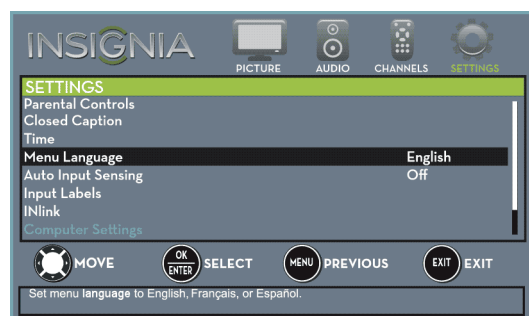 INSIGNIA
PICTURE AUDIO CHANNELS SETTINGS
SETTINGS
Parental Controls
Closed Caption
Time
Menu Language English
Auto Input Sensing Off
Input Labels
INlink
Computer Settings
MOVE OK ENTER SELECT MENU PREVIOUS EXIT EXIT
Set menu language to English, Français, or Español.